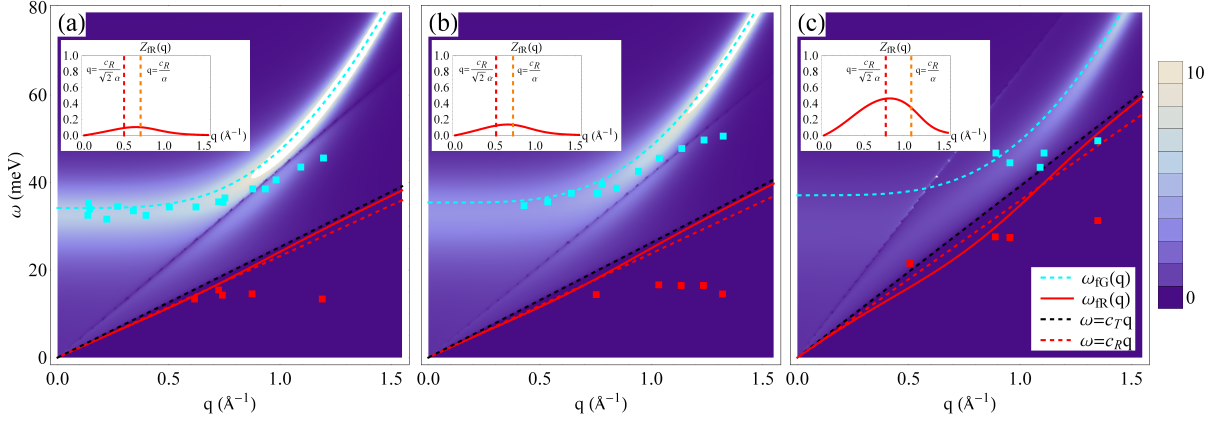 (a)
Z_fR(q)
1.0
0.8
0.6
0.4
0.2
0.0
q=c_R/√2 α
q=c_R/α
q (Å⁻¹)
0.0 0.5 1.0 1.5
(b)
Z_fR(q)
1.0
0.8
0.6
0.4
0.2
0.0
q=c_R/√2 α
q=c_R/α
q (Å⁻¹)
0.0 0.5 1.0 1.5
(c)
Z_fR(q)
1.0
0.8
0.6
0.4
0.2
0.0
q=c_R/√2 α
q=c_R/α
q (Å⁻¹)
0.0 0.5 1.0 1.5
80
60
40
20
0
ω (meV)
ω_fG(q)
ω_fR(q)
ω=c_T q
ω=c_R q
10
0
0.0 0.5 1.0 1.5
0.0 0.5 1.0 1.5
0.0 0.5 1.0 1.5
q (Å⁻¹)
q (Å⁻¹)
q (Å⁻¹)